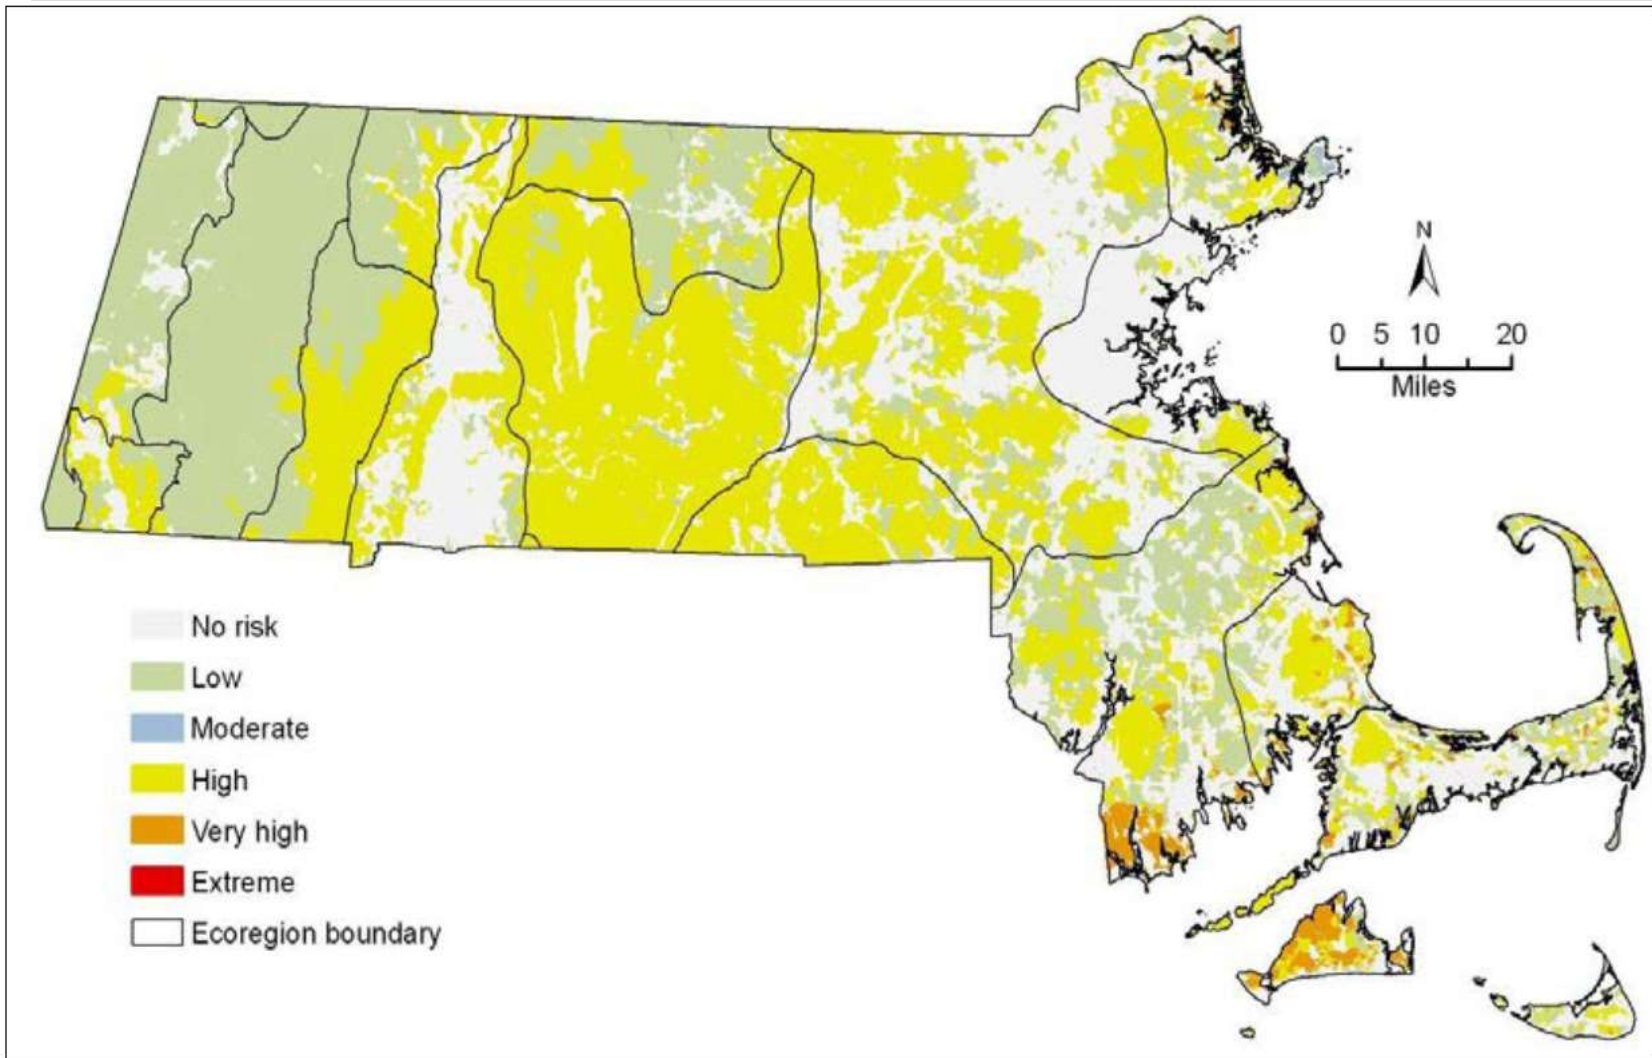 N
0 5 10 20
Miles
No risk
Low
Moderate
High
Very high
Extreme
Ecoregion boundary